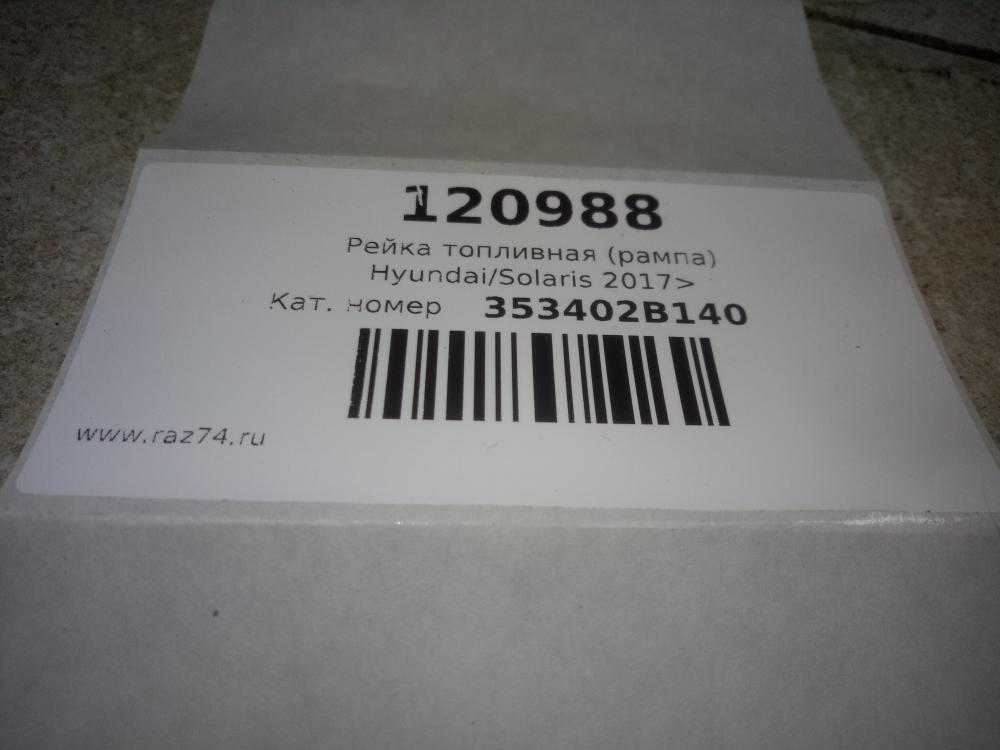 120988
Рейка топливная (рампа)
Hyundai/Solaris 2017>
Кат. номер 353402B140
www.raz74.ru